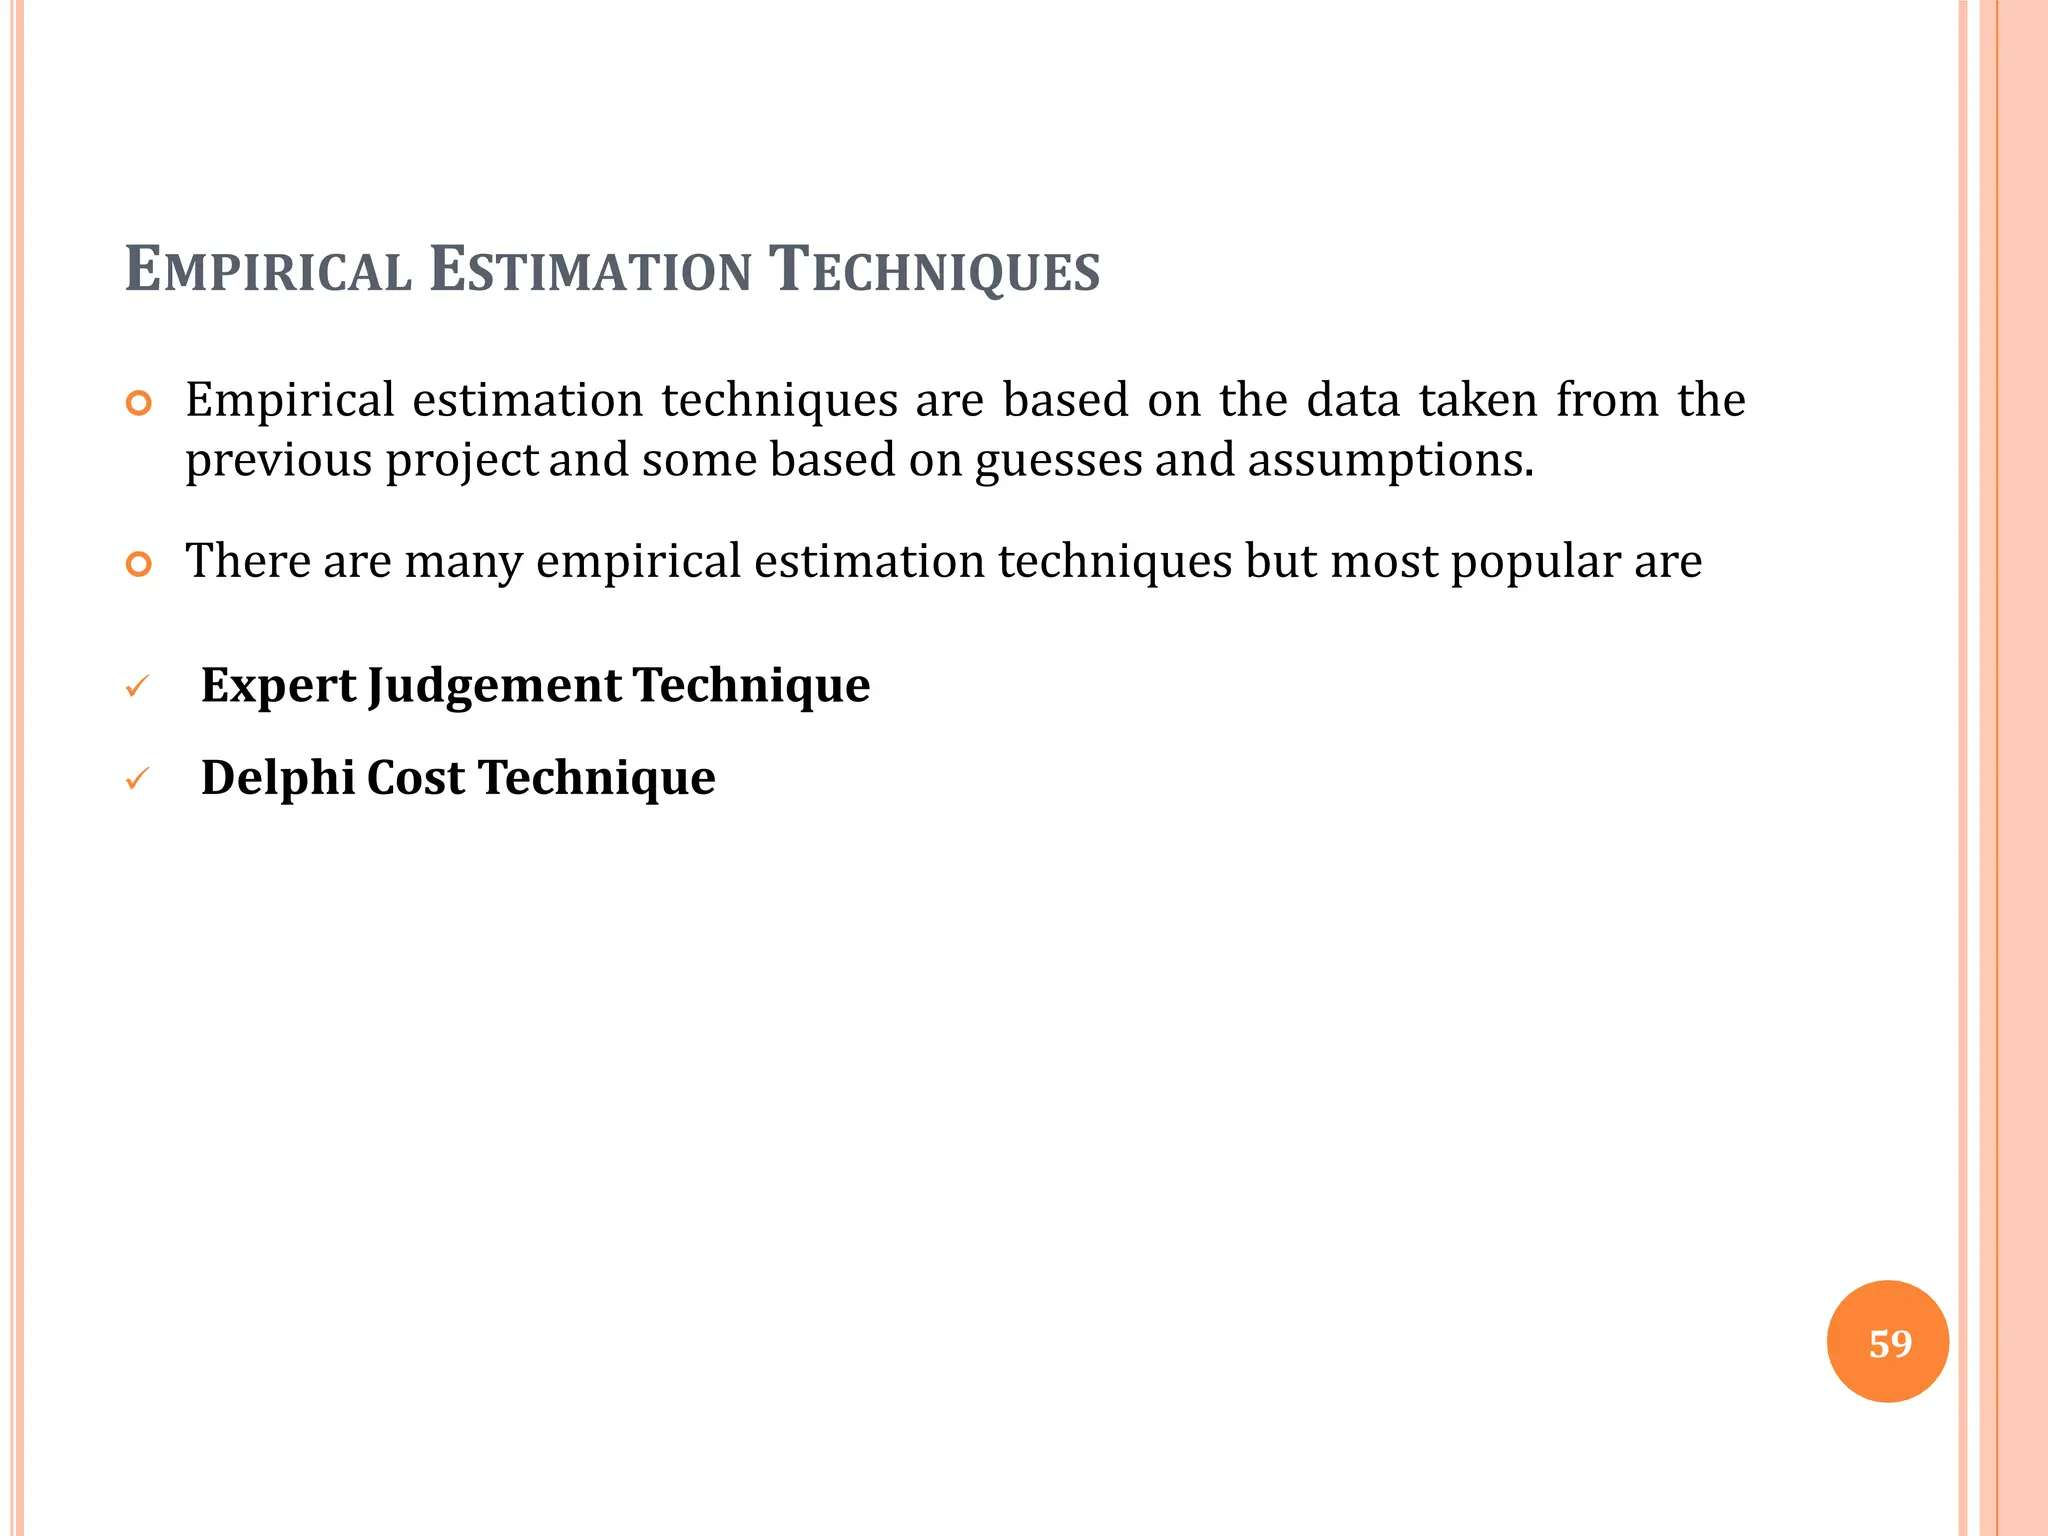 EMPIRICAL ESTIMATION TECHNIQUES
Empirical estimation techniques are based on the data taken from the
previous project and some based on guesses and assumptions.
There are many empirical estimation techniques but most popular are
Expert Judgement Technique
Delphi Cost Technique
59